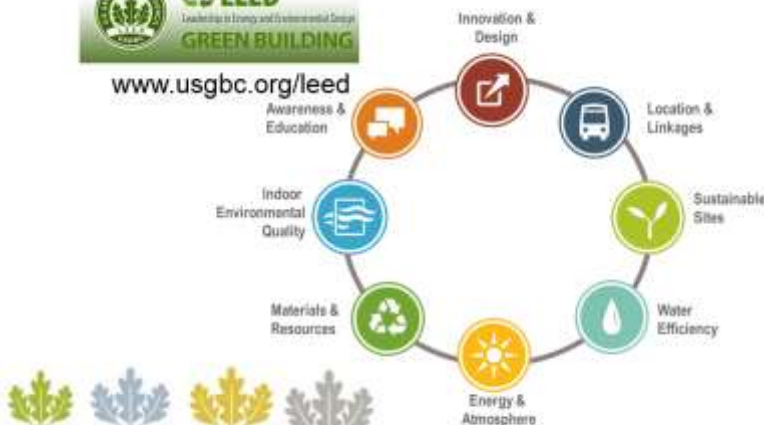 LEED
Leadership in Energy and Environmental Design
GREEN BUILDING
www.usgbc.org/leed
Innovation &
Design
Location &
Linkages
Sustainable
Sites
Water
Efficiency
Energy &
Atmosphere
Materials &
Resources
Indoor
Environmental
Quality
Awareness &
Education